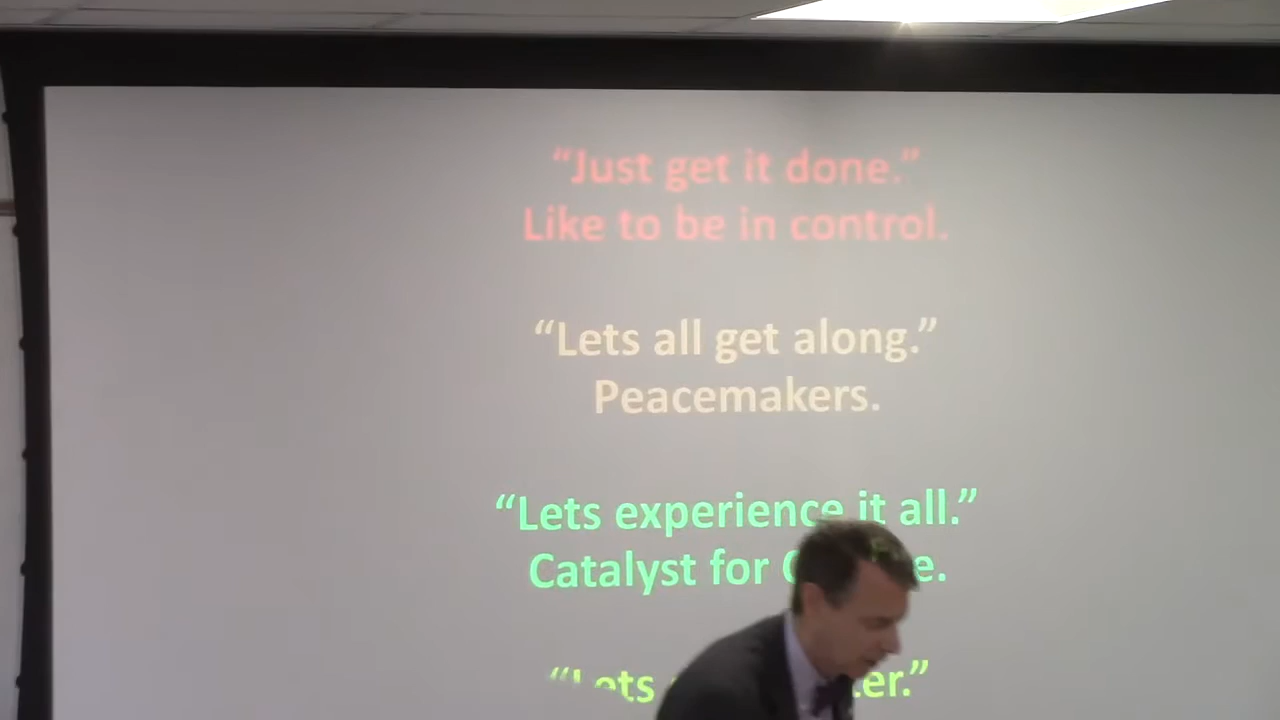 “Just get it done.”
Like to be in control.
“Lets all get along.”
Peacemakers.
“Lets experience it all.”
Catalyst for
“Lets